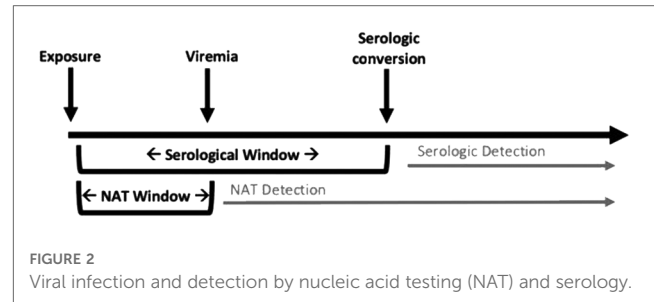 Exposure
Viremia
Serologic
conversion
← Serological Window →
Serologic Detection
← NAT Window →
NAT Detection
FIGURE 2
Viral infection and detection by nucleic acid testing (NAT) and serology.